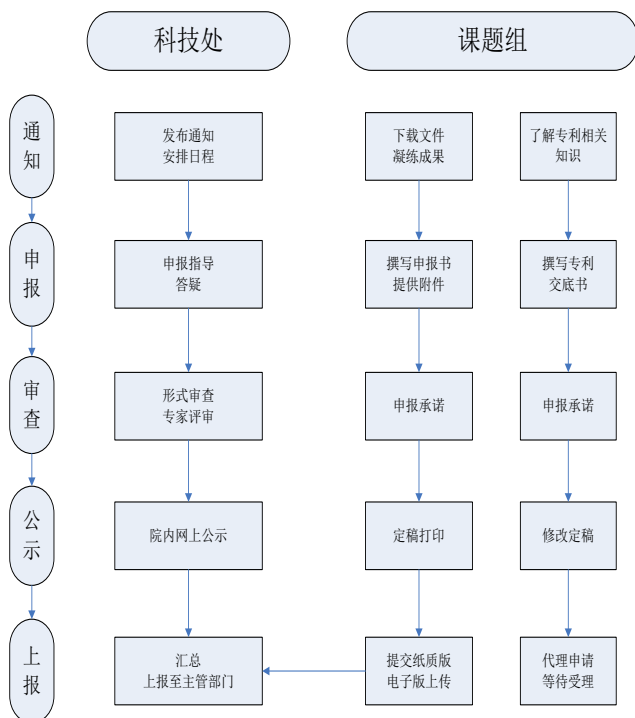 科技处
课题组
通
知
发布通知
安排日程
下载文件
凝练成果
了解专利相关
知识
申
报
申报指导
答疑
撰写申报书
提供附件
撰写专利
交底书
审
查
形式审查
专家评审
申报承诺
申报承诺
公
示
院内网上公示
定稿打印
修改定稿
上
报
汇总
上报至主管部门
提交纸质版
电子版上传
代理申请
等待受理